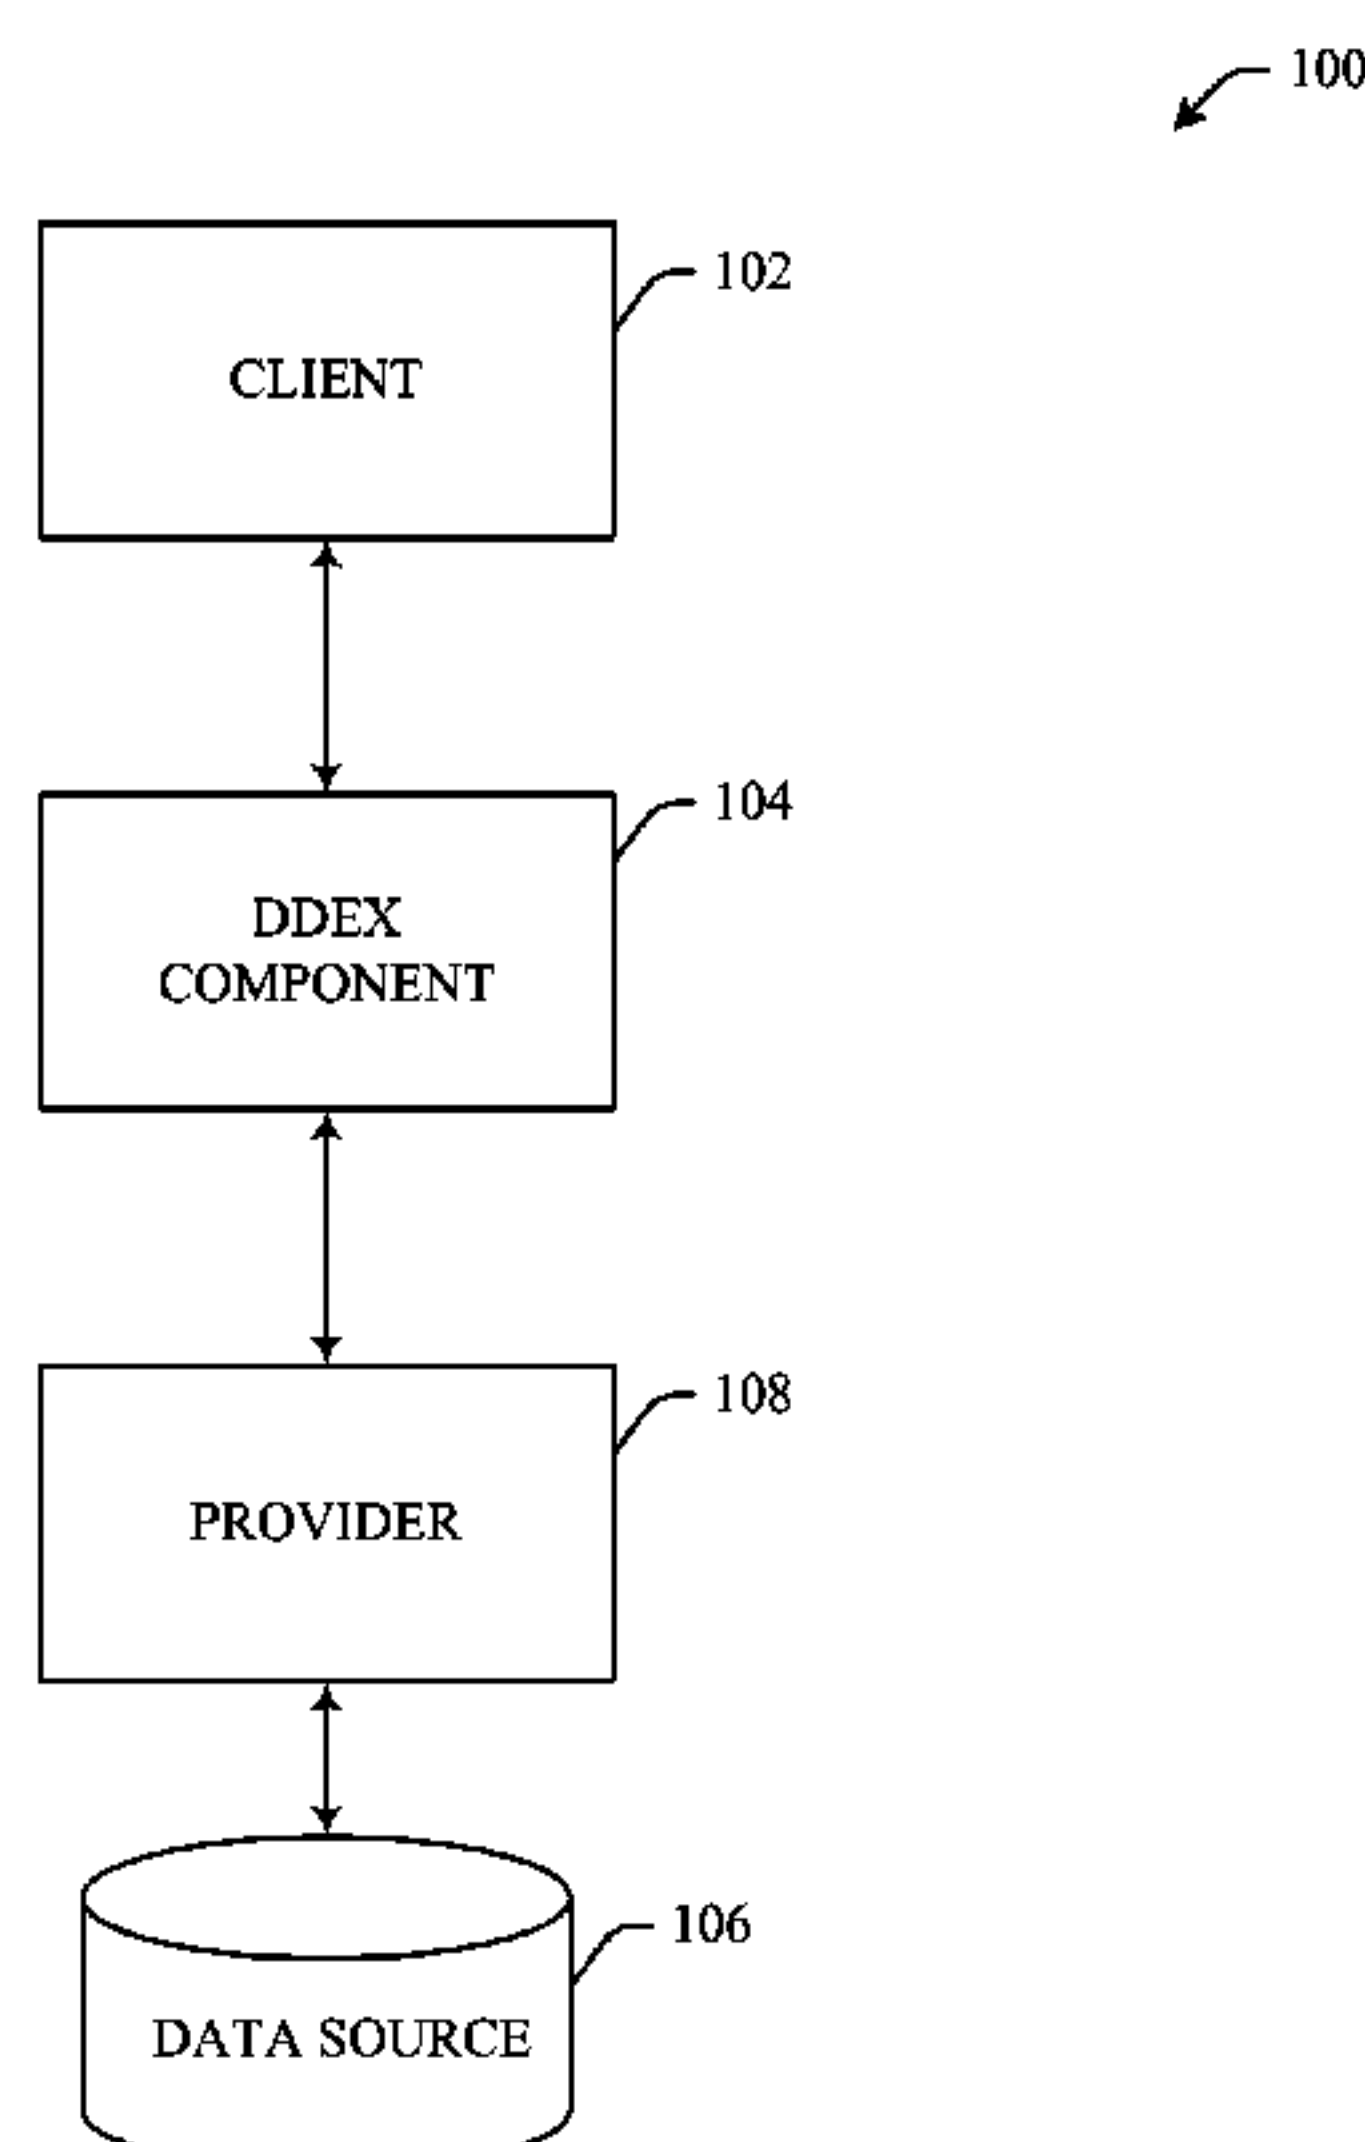 100
102
CLIENT
104
DDEX
COMPONENT
108
PROVIDER
106
DATA SOURCE